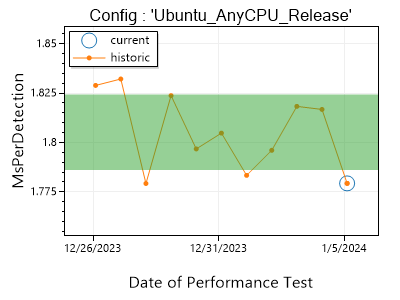 Config : 'Ubuntu_AnyCPU_Release'
current
historic
1.85
1.825
1.8
1.775
MsPerDetection
12/26/2023
12/31/2023
1/5/2024
Date of Performance Test